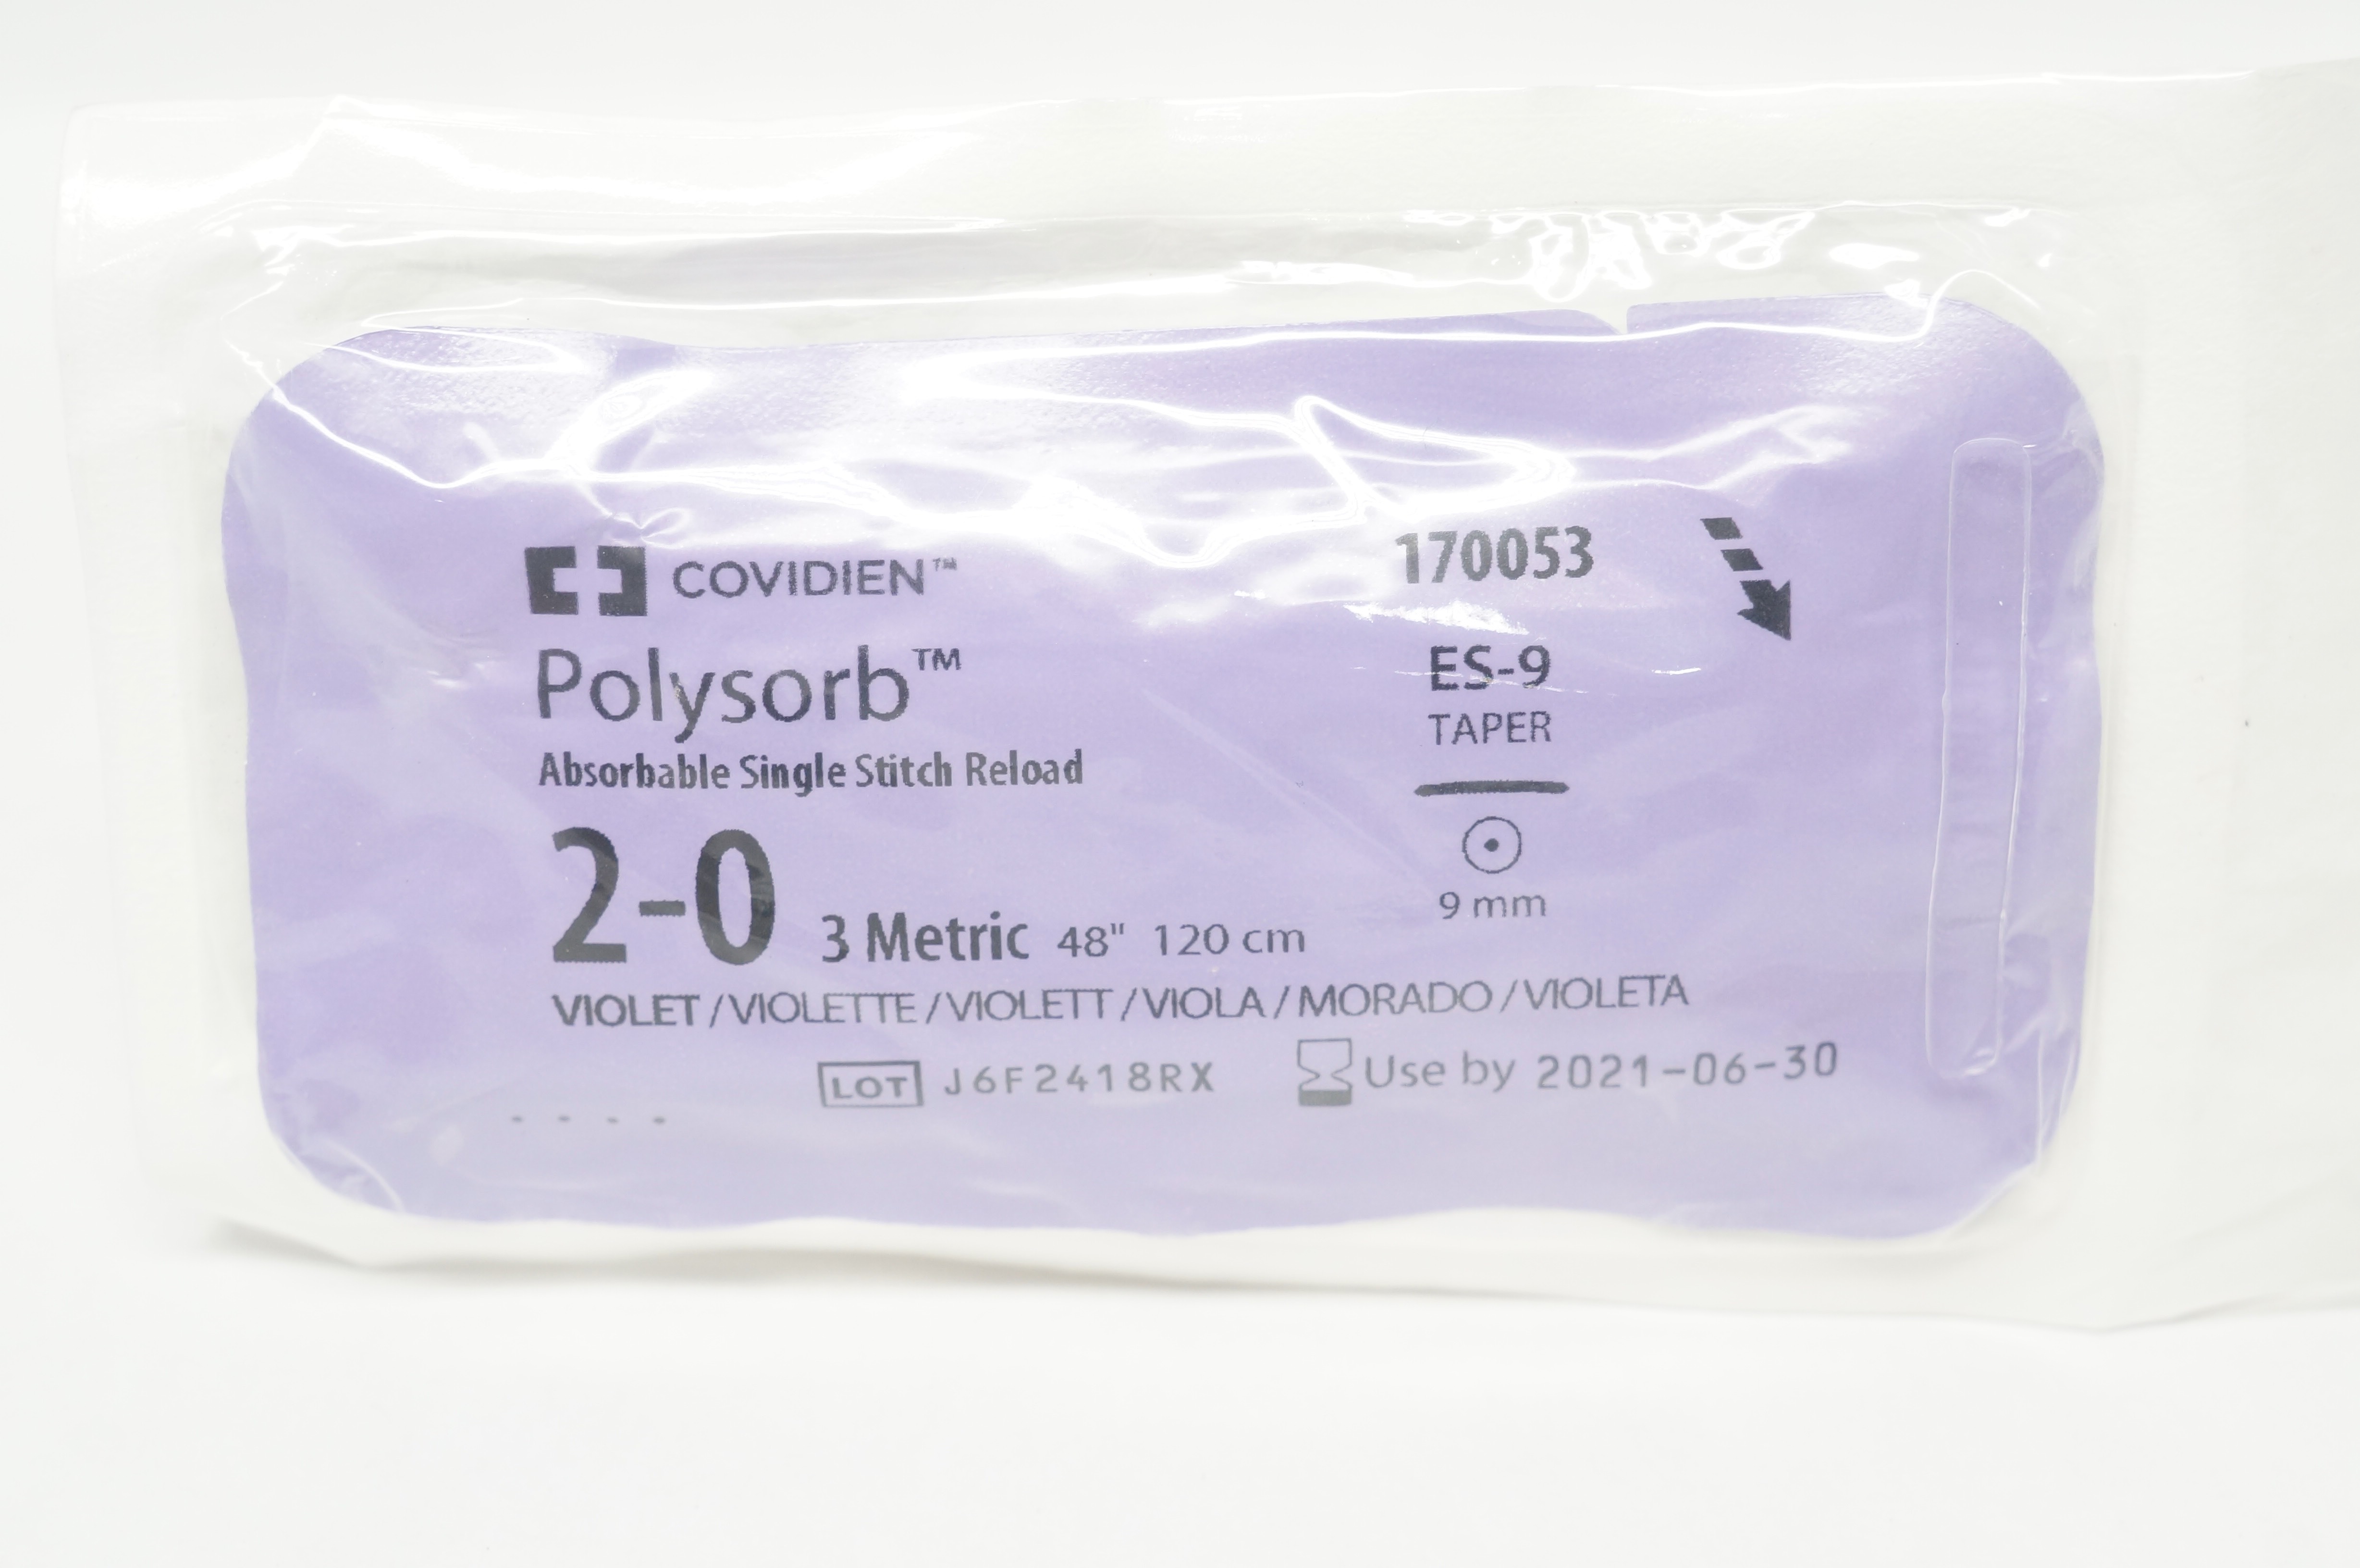 COVIDIEN™
Polysorb™
Absorbable Single Stitch Reload
2-0 3 Metric 48" 120 cm
170053
ES-9
TAPER
9 mm
VIOLET / VIOLETTE / VIOLETT / VIOLA / MORADO / VIOLETA
LOT J6F2418RX Use by 2021-06-30